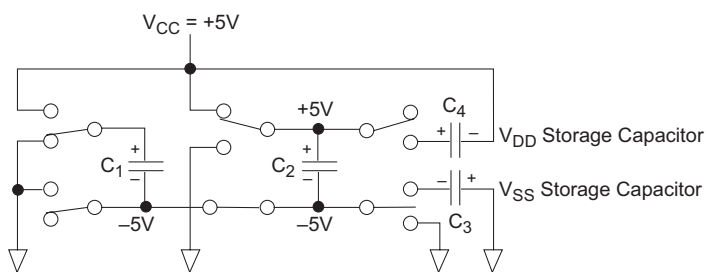 V_CC = +5V
+5V
C_4
+
–
V_DD Storage Capacitor
+
C_1
–
+
C_2
–
–
+
V_SS Storage Capacitor
–5V
–5V
C_3